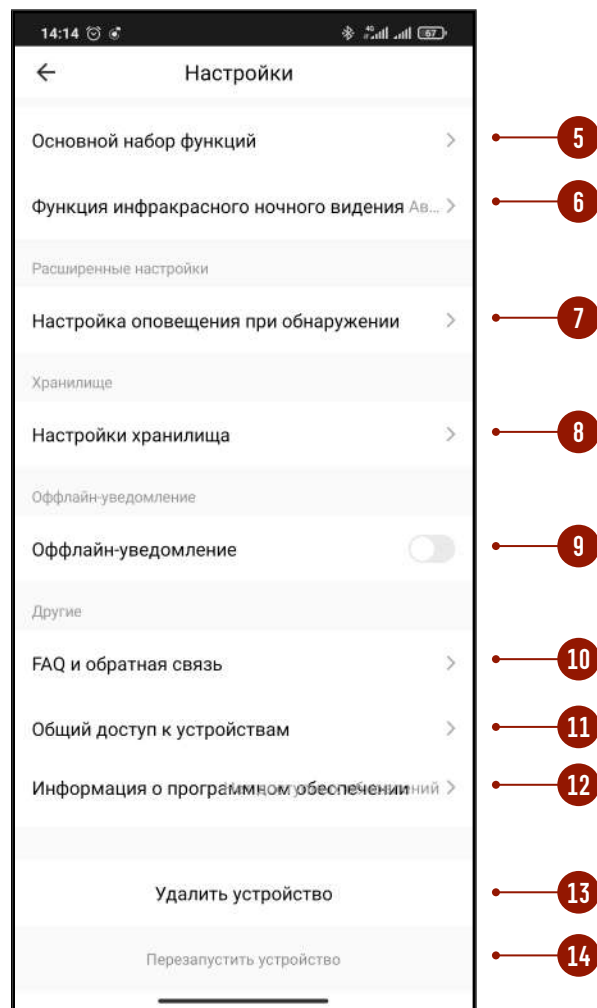 14:14 4G 67
Настройки
Основной набор функций 5
Функция инфракрасного ночного видения Ав... 6
Расширенные настройки
Настройка оповещения при обнаружении 7
Хранилище
Настройки хранилища 8
Оффлайн-уведомление
Оффлайн-уведомление 9
Другие
FAQ и обратная связь 10
Общий доступ к устройствам 11
Информация о программном обеспечении 12
Удалить устройство 13
Перезапустить устройство 14